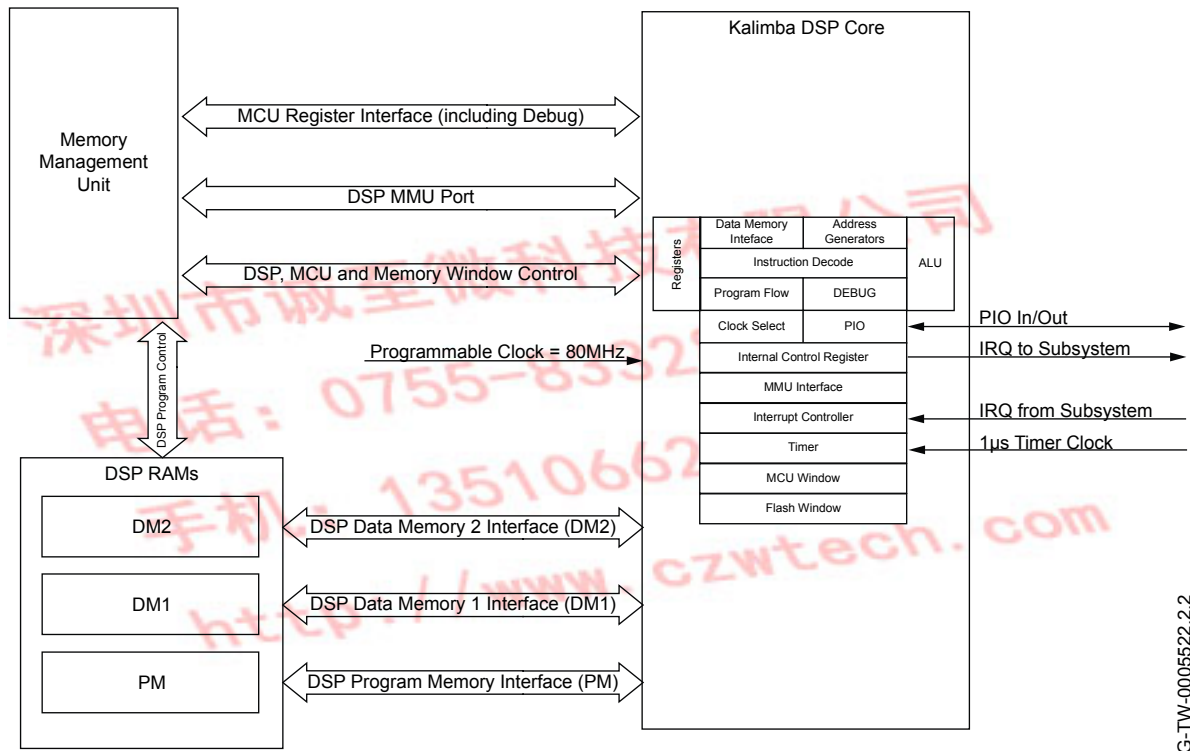 Kalimba DSP Core
Memory
Management
Unit
MCU Register Interface (including Debug)
DSP MMU Port
DSP, MCU and Memory Window Control
Registers
Data Memory
Inteface
Address
Generators
Instruction Decode
ALU
Program Flow
DEBUG
Clock Select
PIO
Internal Control Register
MMU Interface
Interrupt Controller
Timer
MCU Window
Flash Window
PIO In/Out
IRQ to Subsystem
IRQ from Subsystem
1µs Timer Clock
Programmable Clock = 80MHz
DSP Program Control
DSP RAMs
DM2
DM1
PM
DSP Data Memory 2 Interface (DM2)
DSP Data Memory 1 Interface (DM1)
DSP Program Memory Interface (PM)
G-TW-0005522.2.2
深圳市诚至微科技有限公司
电话：0755-8332
手机：13510662
http://www.czwtech.com